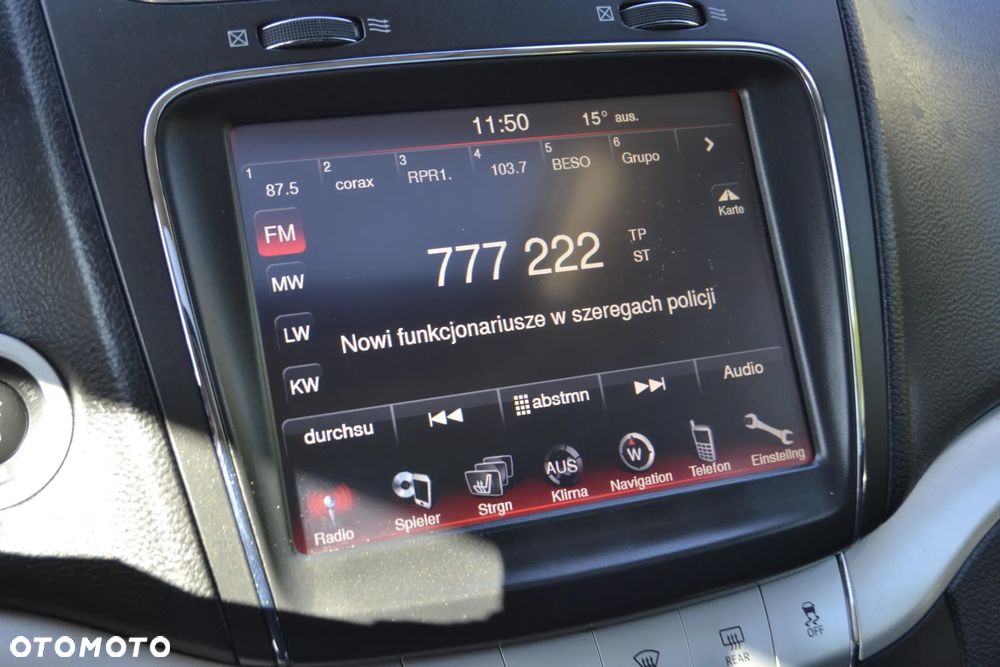 11:50 15° aus.
1 87.5 2 corax 3 RPR1. 4 103.7 5 BESO 6 Grupo
Karte
FM
777 222 TP
ST
MW
LW
Nowi funkcjonariusze w szeregach policji
KW
durchsu abstmn Audio
Radio Spieler Strgn AUS Klima W Navigation Telefon Einstellng
OFF
REAR
OTOMOTO